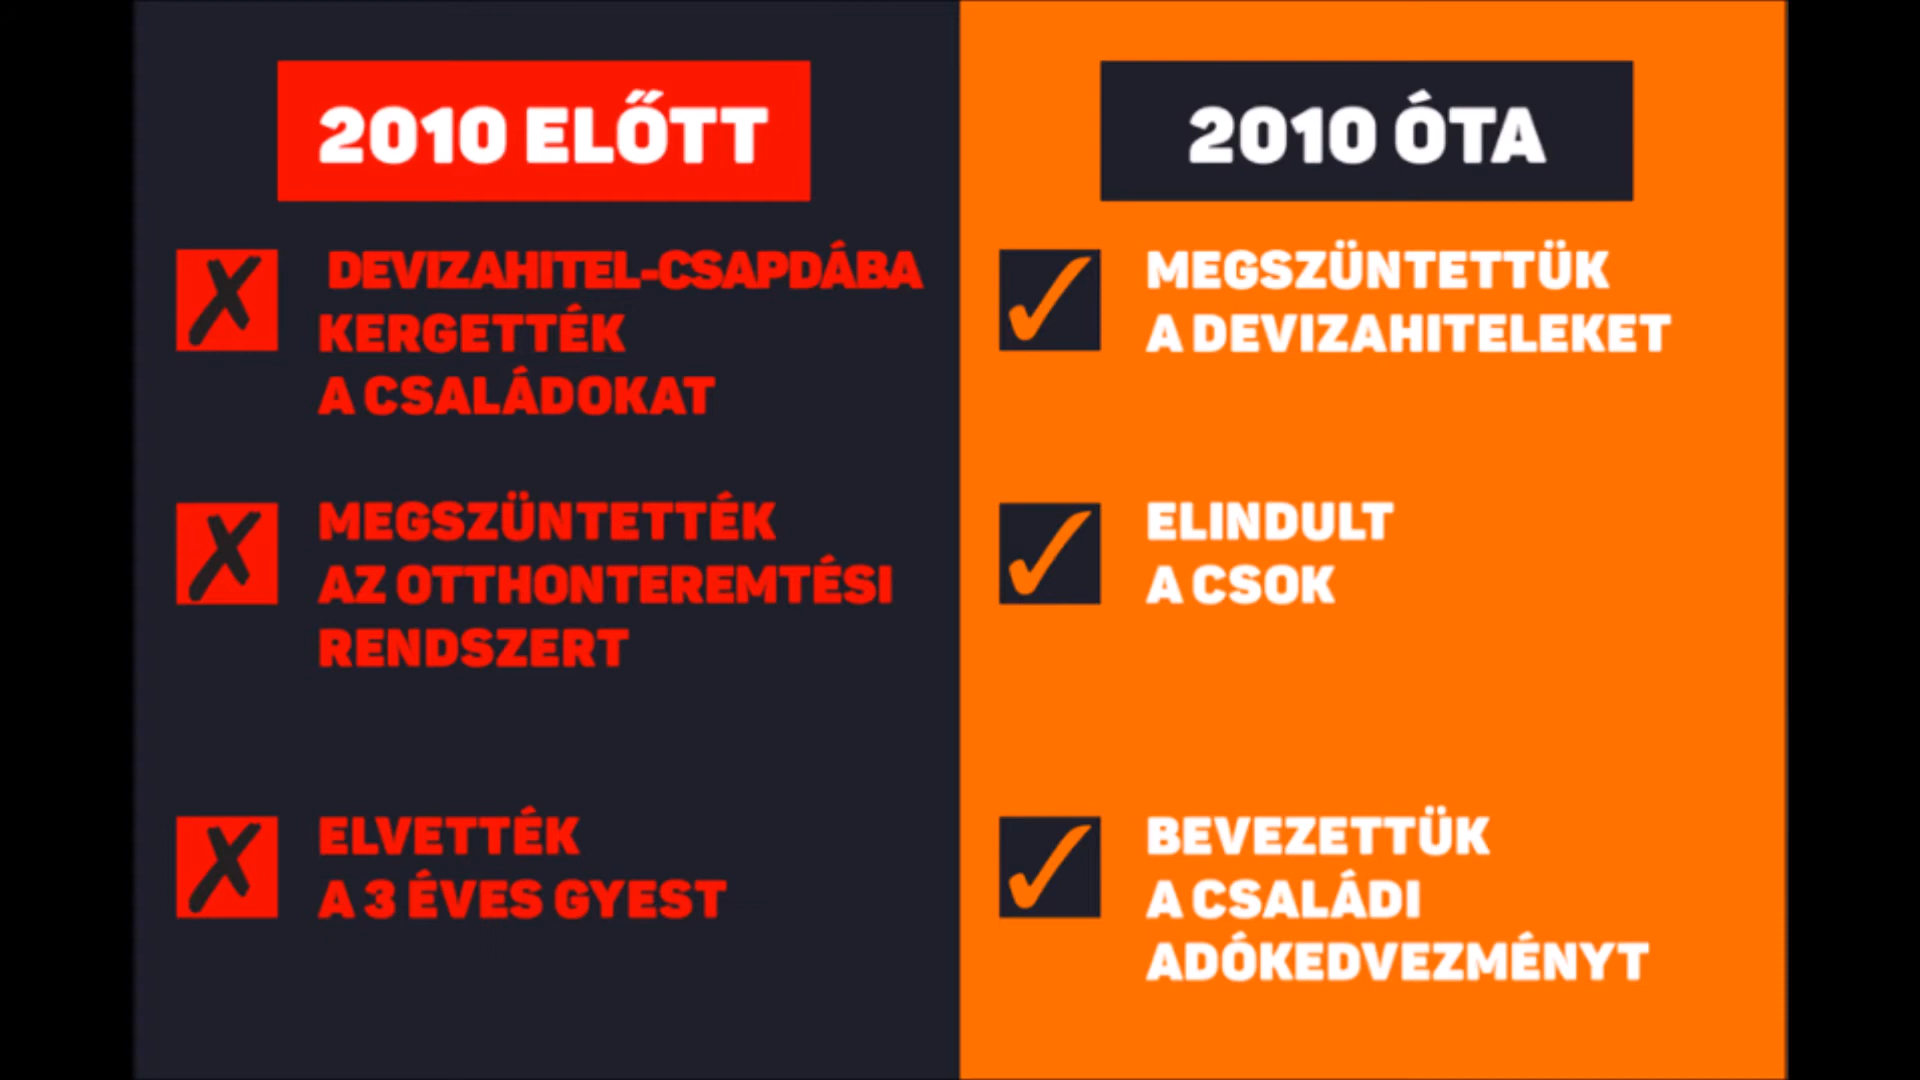 2010 ELŐTT
DEVIZAHITEL-CSAPDÁBA
KERGETTÉK
A CSALÁDOKAT
MEGSZÜNTETTÉK
AZ OTTHONTEREMTÉSI
RENDSZERT
ELVETTÉK
A 3 ÉVES GYEST
2010 ÓTA
MEGSZÜNTETTÜK
A DEVIZAHITELEKET
ELINDULT
A CSOK
BEVEZETTÜK
A CSALÁDI
ADÓKEDVEZMÉNYT